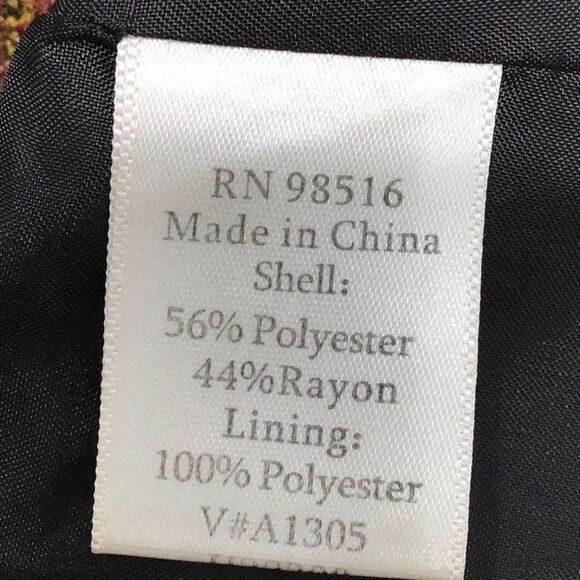 RN 98516
Made in China
Shell:
56% Polyester
44%Rayon
Lining:
100% Polyester
V#A1305